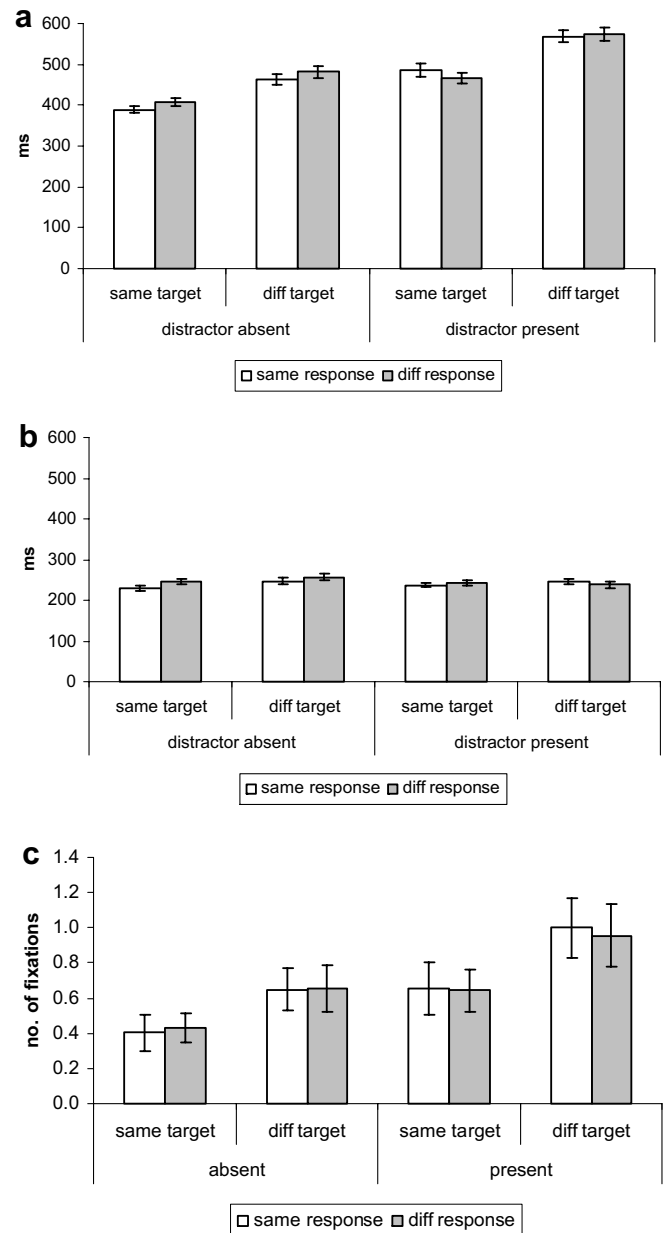 a
600
500
400
300
200
100
0
ms
same target diff target same target diff target
distractor absent distractor present
same response diff response
b
600
500
400
300
200
100
0
ms
same target diff target same target diff target
distractor absent distractor present
same response diff response
c
1.4
1.2
1.0
0.8
0.6
0.4
0.2
0.0
no. of fixations
same target diff target same target diff target
absent present
same response diff response